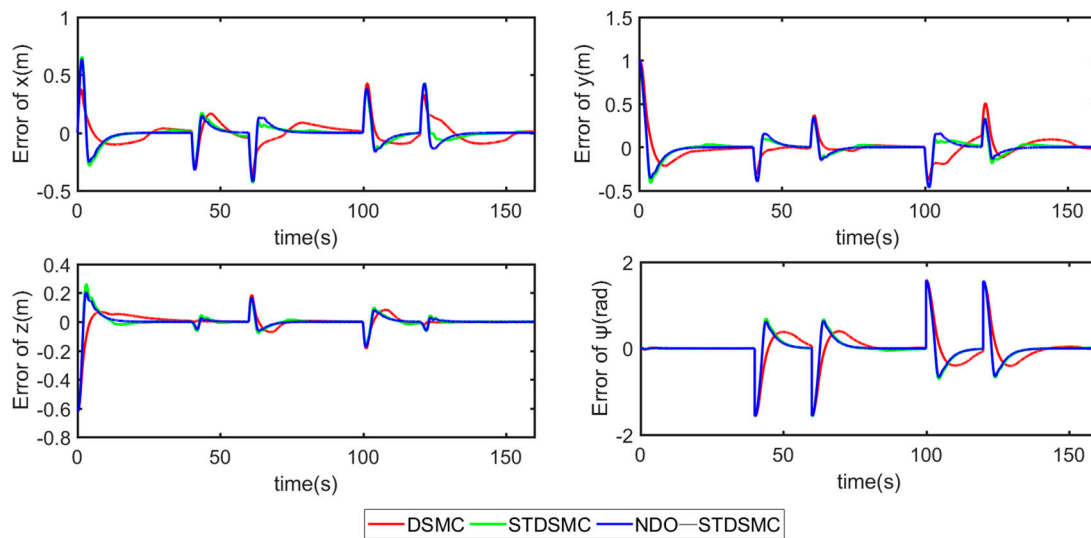 1
0.5
0
-0.5
Error of x(m)
0 50 100 150
time(s)
1.5
1
0.5
0
-0.5
Error of y(m)
0 50 100 150
time(s)
0.4
0.2
0
-0.2
-0.4
-0.6
-0.8
Error of z(m)
0 50 100 150
time(s)
2
0
-2
Error of ψ(rad)
0 50 100 150
time(s)
DSMC STDSMC NDO—STDSMC